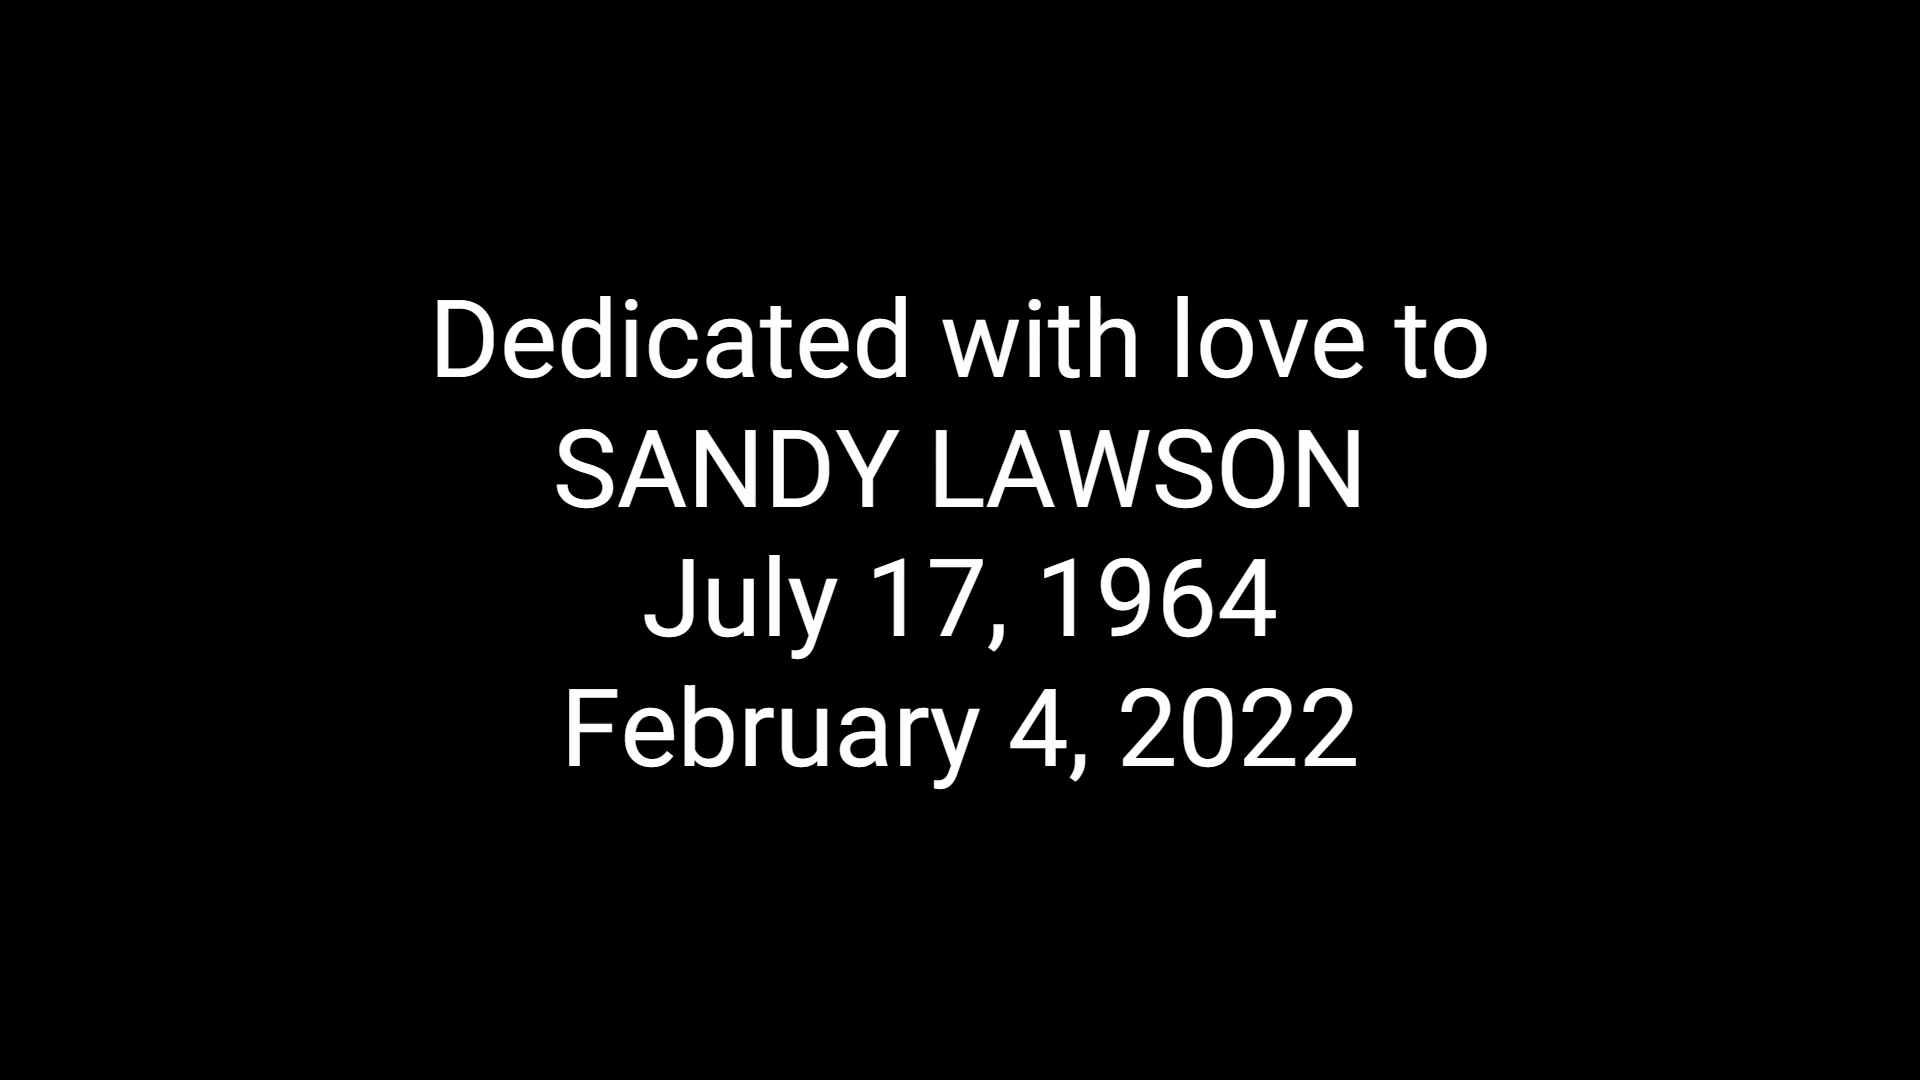 Dedicated with love to
SANDY LAWSON
July 17, 1964
February 4, 2022